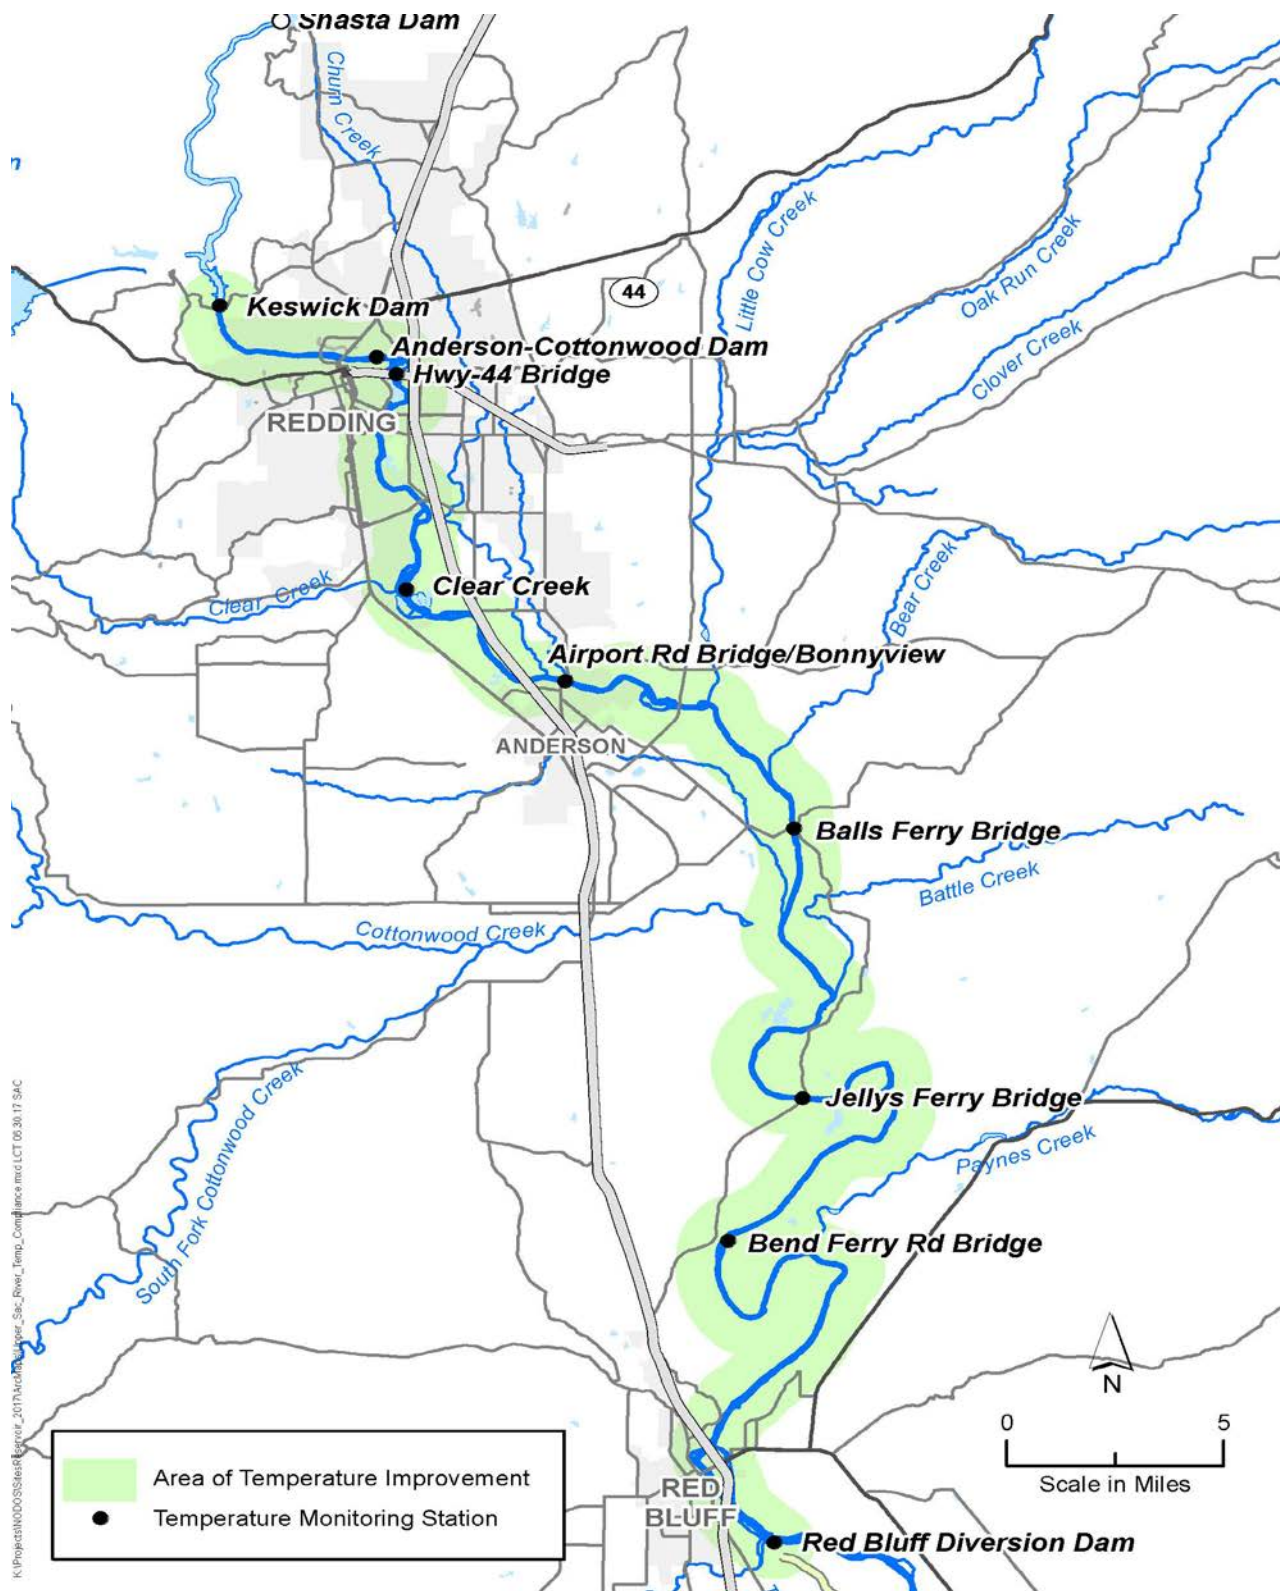 Shasta Dam
Churn Creek
n
Little Cow Creek
Oak Run Creek
44
Keswick Dam
Clover Creek
Anderson-Cottonwood Dam
Hwy-44 Bridge
REDDING
Bear Creek
Clear Creek
Clear Creek
Airport Rd Bridge/Bonnyview
ANDERSON
Balls Ferry Bridge
Battle Creek
Cottonwood Creek
South Fork Cottonwood Creek
Jellys Ferry Bridge
Paynes Creek
Bend Ferry Rd Bridge
N
0 5
Scale in Miles
Area of Temperature Improvement
Temperature Monitoring Station
RED
BLUFF
Red Bluff Diversion Dam